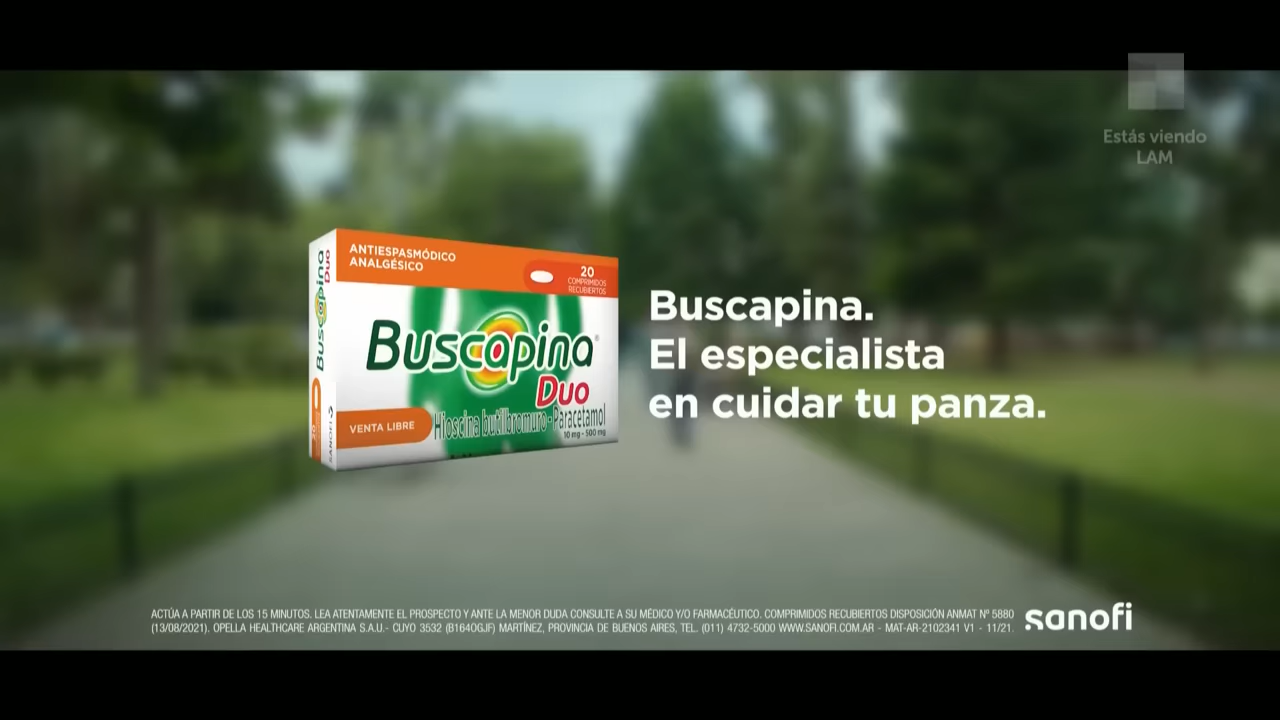 Estás viendo
LAM
ANTIESPASMÓDICO
ANALGÉSICO
20
COMPRIMIDOS
RECUBIERTOS
Buscapina
Duo
Buscapina®
Duo
VENTA LIBRE
Hioscina butilbromuro - Paracetamol
10 mg - 500 mg
20
SANOFI
Buscapina.
El especialista
en cuidar tu panza.
ACTÚA A PARTIR DE LOS 15 MINUTOS. LEA ATENTAMENTE EL PROSPECTO Y ANTE LA MENOR DUDA CONSULTE A SU MÉDICO Y/O FARMACÉUTICO. COMPRIMIDOS RECUBIERTOS DISPOSICIÓN ANMAT Nº 5880
(13/08/2021). OPELLA HEALTHCARE ARGENTINA S.A.U.- CUYO 3532 (B1640GJF) MARTÍNEZ, PROVINCIA DE BUENOS AIRES, TEL. (011) 4732-5000 WWW.SANOFI.COM.AR - MAT-AR-2102341 V1 - 11/21.
sanofi